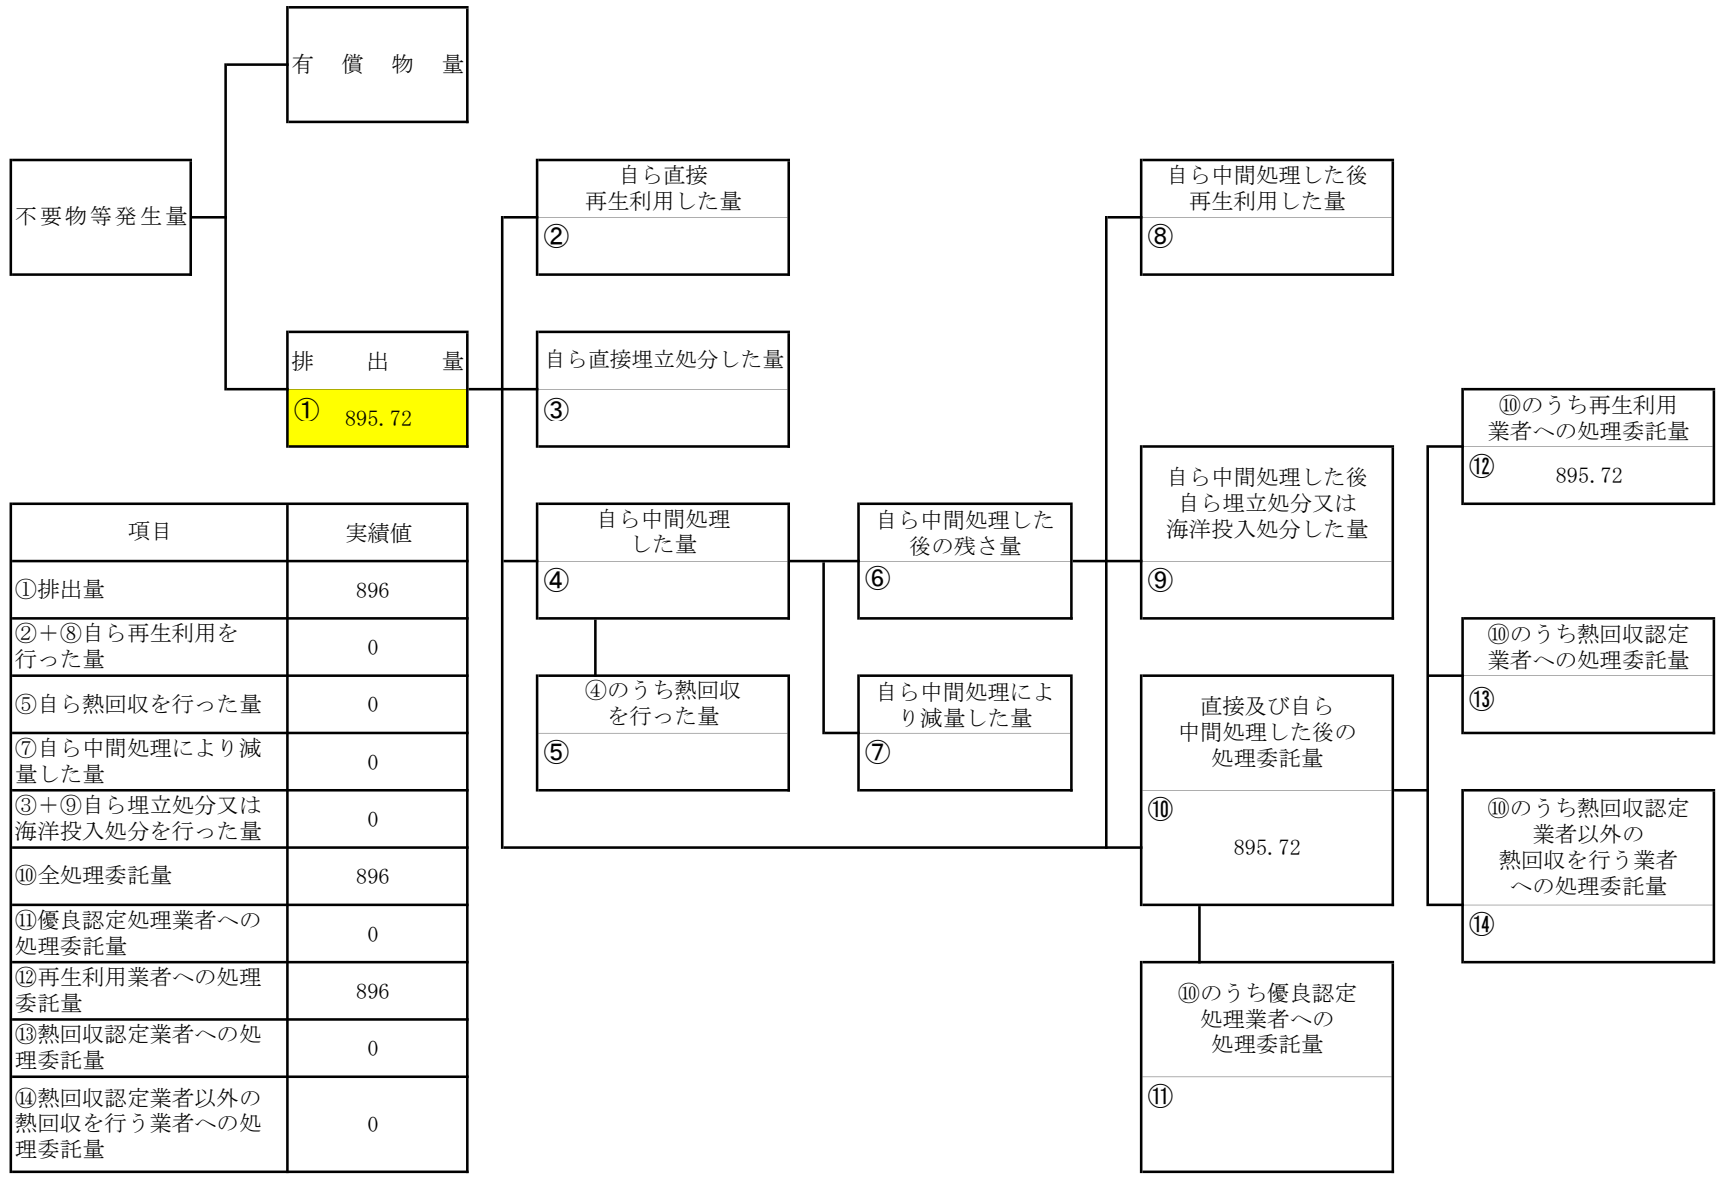 有償物量
不要物等発生量
排出量
① 895.72
自ら直接
再生利用した量
②
自ら直接埋立処分した量
③
自ら中間処理
した量
④
④のうち熱回収
を行った量
⑤
自ら中間処理した
後の残さ量
⑥
自ら中間処理によ
り減量した量
⑦
自ら中間処理した後
再生利用した量
⑧
自ら中間処理した後
自ら埋立処分又は
海洋投入処分した量
⑨
直接及び自ら
中間処理した後の
処理委託量
⑩
895.72
⑩のうち優良認定
処理業者への
処理委託量
⑪
⑩のうち再生利用
業者への処理委託量
⑫ 895.72
⑩のうち熱回収認定
業者への処理委託量
⑬
⑩のうち熱回収認定
業者以外の
熱回収を行う業者
への処理委託量
⑭
項目 実績値
①排出量 896
②＋⑧自ら再生利用を
行った量 0
⑤自ら熱回収を行った量 0
⑦自ら中間処理により減
量した量 0
③＋⑨自ら埋立処分又は
海洋投入処分を行った量 0
⑩全処理委託量 896
⑪優良認定処理業者への
処理委託量 0
⑫再生利用業者への処理
委託量 896
⑬熱回収認定業者への処
理委託量 0
⑭熱回収認定業者以外の
熱回収を行う業者への処
理委託量 0